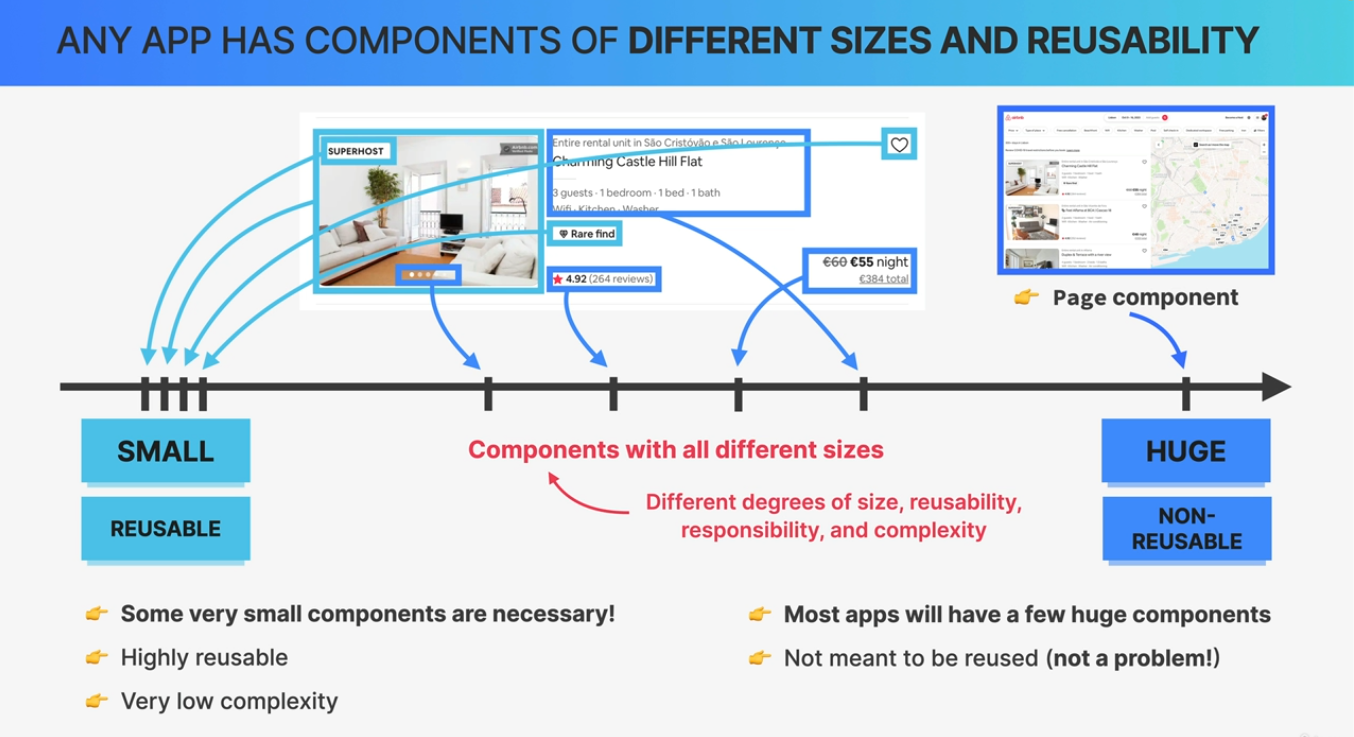 ANY APP HAS COMPONENTS OF DIFFERENT SIZES AND REUSABILITY
SUPERHOST
Entire rental unit in São Cristóvão e São Lourenço
Charming Castle Hill Flat
3 guests · 1 bedroom · 1 bed · 1 bath
Wifi · Kitchen · Washer
Rare find
4.92 (264 reviews)
€60 €55 night
€384 total
👉 Page component
SMALL
REUSABLE
Components with all different sizes
Different degrees of size, reusability,
responsibility, and complexity
HUGE
NON-
REUSABLE
👉 Some very small components are necessary!
👉 Highly reusable
👉 Very low complexity
👉 Most apps will have a few huge components
👉 Not meant to be reused (not a problem!)